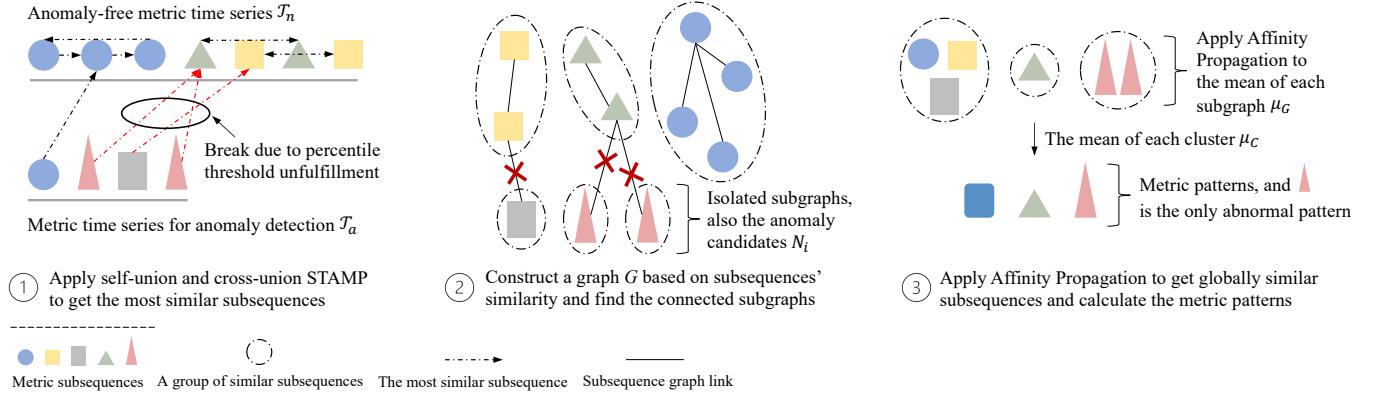 Anomaly-free metric time series 𝒯n
Break due to percentile
threshold unfulfillment
Metric time series for anomaly detection 𝒯a
1 Apply self-union and cross-union STAMP
to get the most similar subsequences
Isolated subgraphs,
also the anomaly
candidates Ni
2 Construct a graph G based on subsequences'
similarity and find the connected subgraphs
Apply Affinity
Propagation to
the mean of each
subgraph μG
The mean of each cluster μC
Metric patterns, and
is the only abnormal pattern
3 Apply Affinity Propagation to get globally similar
subsequences and calculate the metric patterns
Metric subsequences
A group of similar subsequences
The most similar subsequence
Subsequence graph link